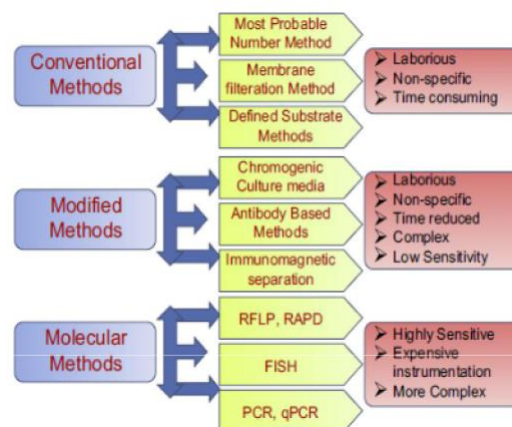 Conventional
Methods
Most Probable
Number Method
Membrane
filteration Method
Defined Substrate
Methods
➤ Laborious
➤ Non-specific
➤ Time consuming
Modified
Methods
Chromogenic
Culture media
Antibody Based
Methods
Immunomagnetic
separation
➤ Laborious
➤ Non-specific
➤ Time reduced
➤ Complex
➤ Low Sensitivity
Molecular
Methods
RFLP, RAPD
FISH
PCR, qPCR
➤ Highly Sensitive
➤ Expensive
instrumentation
➤ More Complex